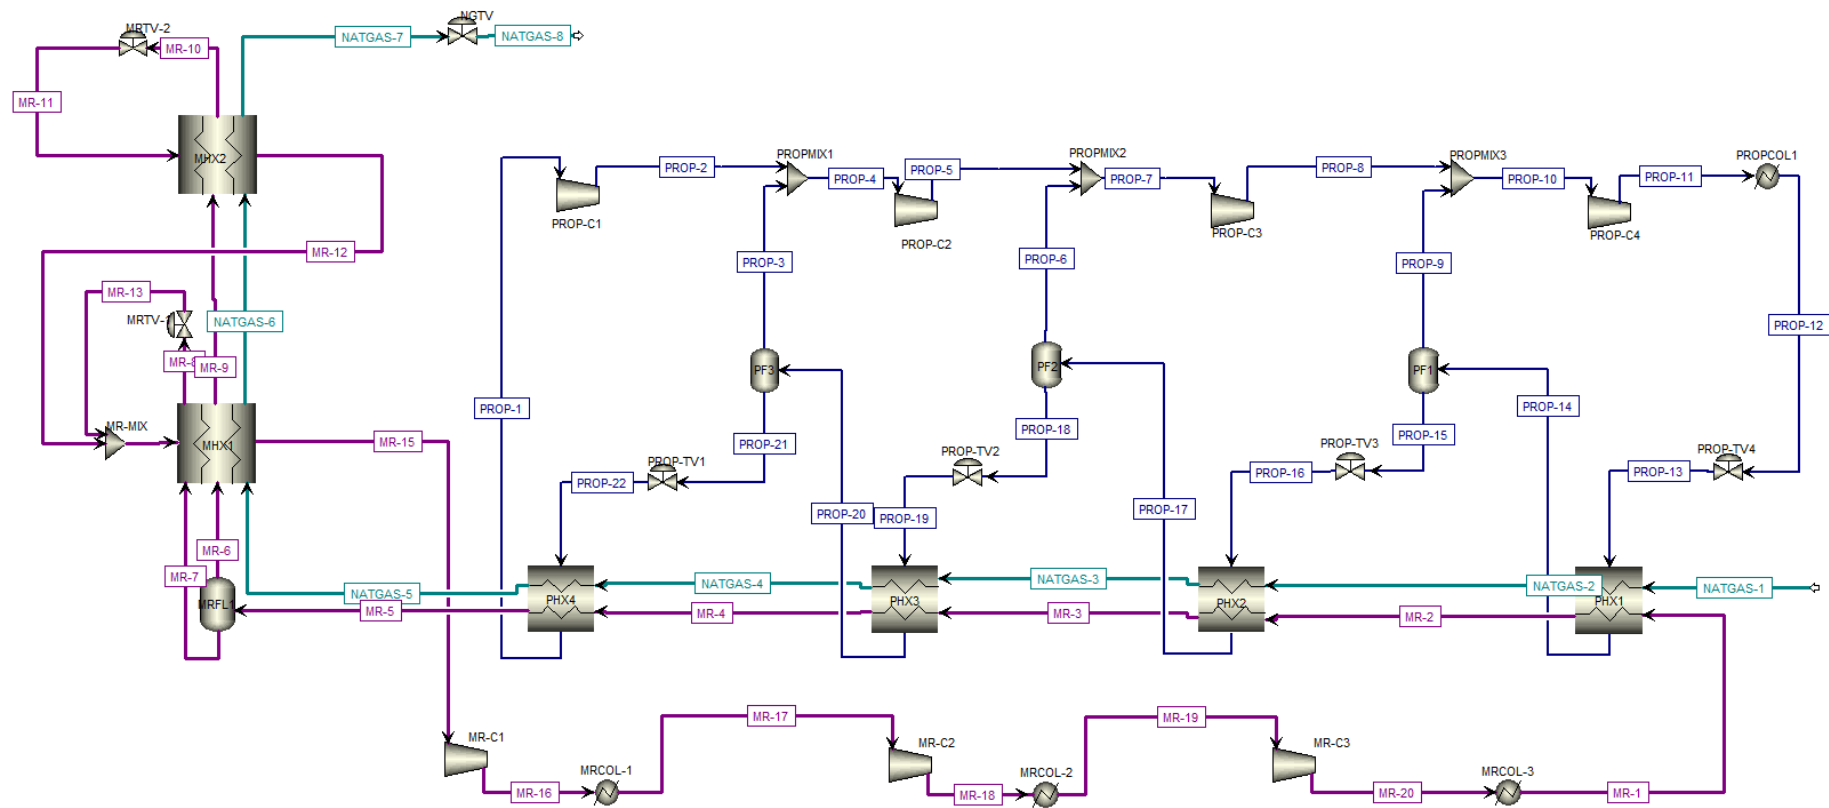 MRTV-2
NGTV
MR-10
NATGAS-7
NATGAS-8
MR-11
MHX2
PROPMIX1
PROPMIX2
PROPMIX3
PROPCOL1
PROP-2
PROP-4
PROP-5
PROP-7
PROP-8
PROP-10
PROP-11
PROP-C1
PROP-C2
PROP-C3
PROP-C4
MR-12
PROP-3
PROP-6
PROP-9
MR-13
MRTV-1
NATGAS-6
PROP-12
MR-9
PF3
PF2
PF1
PROP-1
PROP-14
MR-MIX
MHX1
MR-15
PROP-21
PROP-18
PROP-15
PROP-TV1
PROP-TV2
PROP-TV3
PROP-TV4
PROP-22
PROP-16
PROP-13
PROP-20
PROP-19
PROP-17
MR-6
MR-7
NATGAS-5
NATGAS-4
NATGAS-3
NATGAS-2
NATGAS-1
MRFL1
MR-5
PHX4
MR-4
PHX3
MR-3
PHX2
MR-2
PHX1
MR-17
MR-19
MR-C1
MR-C2
MR-C3
MRCOL-1
MRCOL-2
MRCOL-3
MR-16
MR-18
MR-20
MR-1